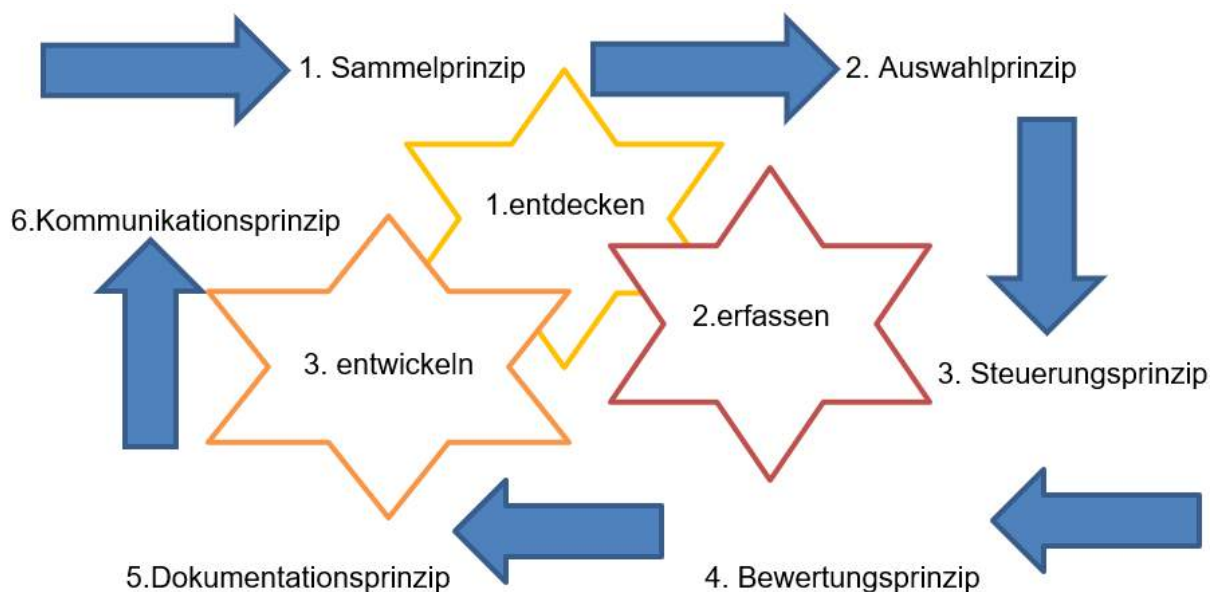 1. Sammelprinzip
2. Auswahlprinzip
1.entdecken
6.Kommunikationsprinzip
2.erfassen
3. entwickeln
3. Steuerungsprinzip
5.Dokumentationsprinzip
4. Bewertungsprinzip